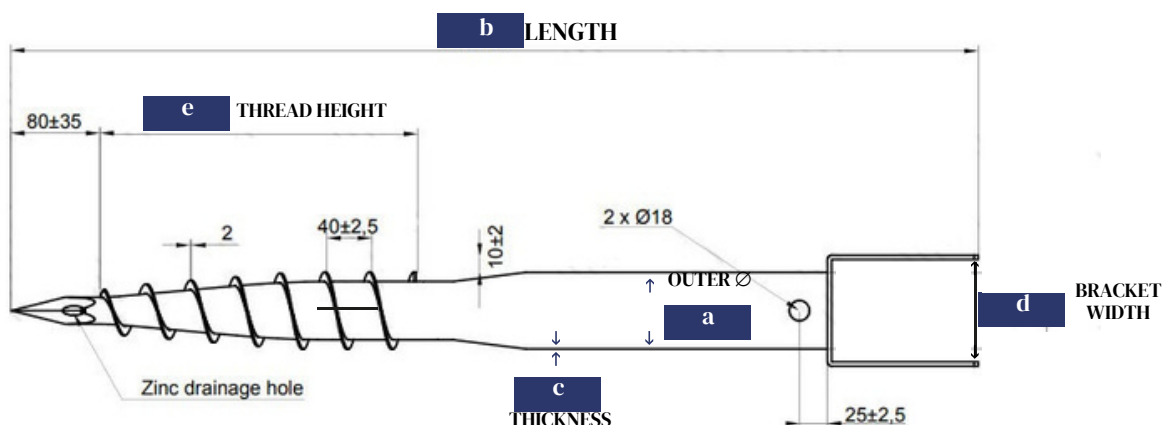 b LENGTH
e THREAD HEIGHT
80±35
2
40±2,5
10±2
2 x Ø18
OUTER ∅
a
d
BRACKET
WIDTH
Zinc drainage hole
c
THICKNESS
25±2,5